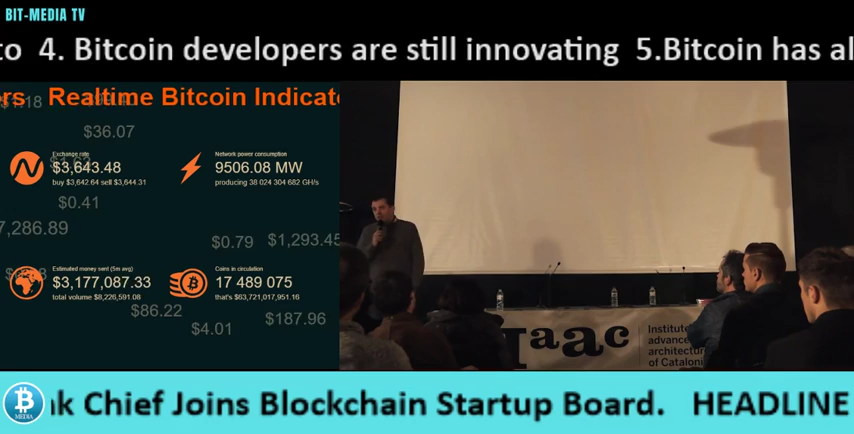 BIT-MEDIA TV
to 4. Bitcoin developers are still innovating 5.Bitcoin has al
rs Realtime Bitcoin Indicat
$36.07
Exchange rate
$3,643.48
buy $3,642.64 sell $3,644.31
Network power consumption
9506.08 MW
producing 38 024 304 682 GH/s
$0.41
7,286.89
$0.79
$1,293.45
Estimated money sent (5m avg)
$3,177,087.33
total volume $8,226,591.08
Coins in circulation
17 489 075
that's $63,721,017,951.16
$86.22
$4.01
$187.96
Iaac
Institute
advanced
architectur
of Cataloni
B
MEDIA
nk Chief Joins Blockchain Startup Board. HEADLINE